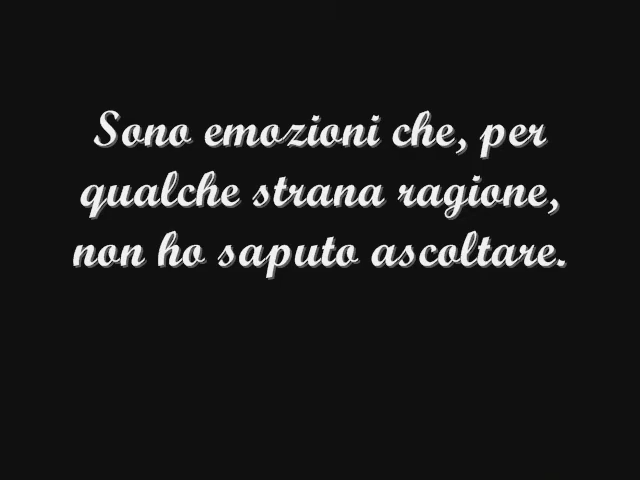 Sono emozioni che, per
qualche strana ragione,
non ho saputo ascoltare.